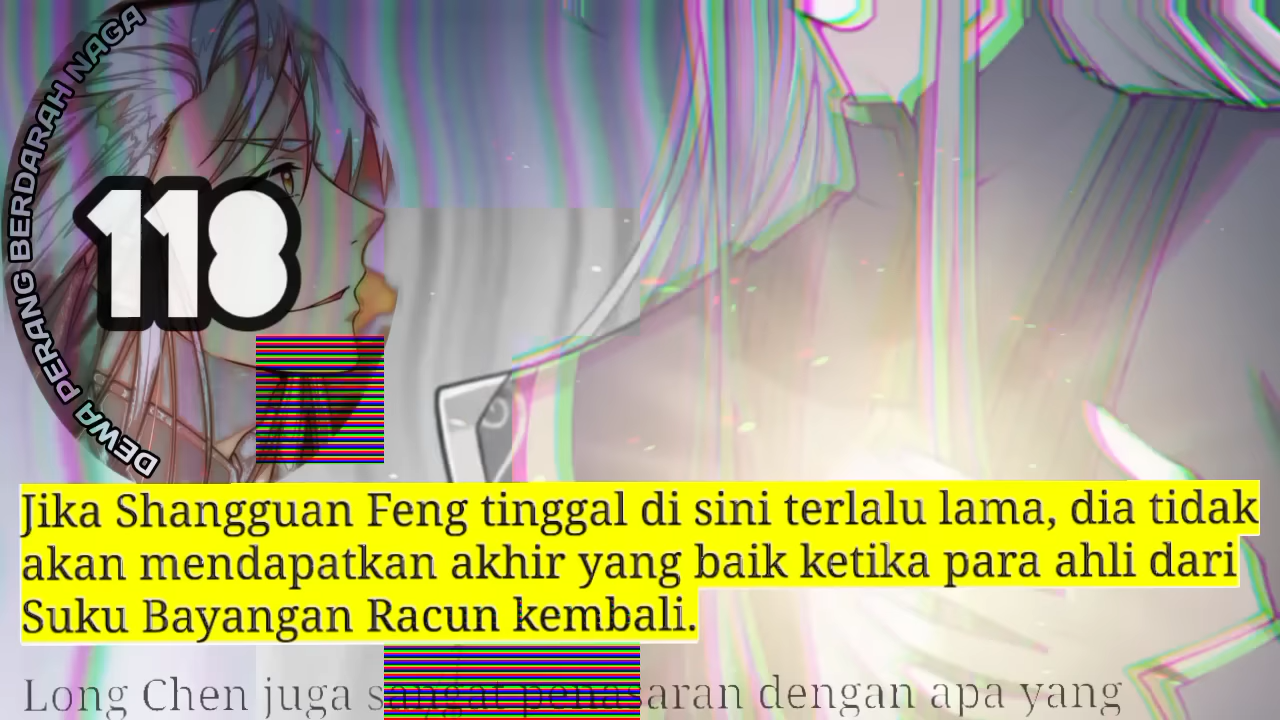 DEWA PERANG BERDARAH NAGA
118
Jika Shangguan Feng tinggal di sini terlalu lama, dia tidak
akan mendapatkan akhir yang baik ketika para ahli dari
Suku Bayangan Racun kembali.
Long Chen juga sangat penasaran dengan apa yang